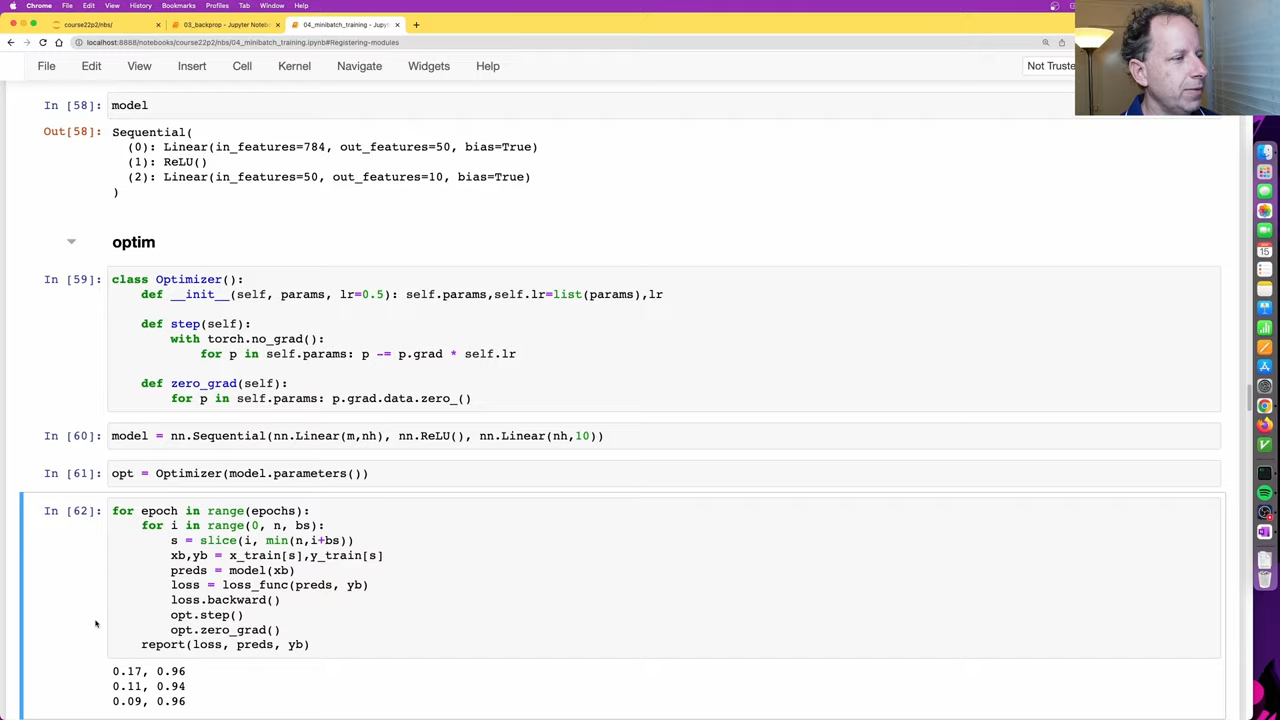 Chrome File Edit View History Bookmarks Profiles Tab Window Help
course22p2/nbs/ × 03_backprop - Jupyter Noteb × 04_minibatch_training - Jupy × +
localhost:8888/notebooks/course22p2/nbs/04_minibatch_training.ipynb#Registering-modules
File Edit View Insert Cell Kernel Navigate Widgets Help Not Truste
In [58]: model
Out[58]: Sequential(
(0): Linear(in_features=784, out_features=50, bias=True)
(1): ReLU()
(2): Linear(in_features=50, out_features=10, bias=True)
)
optim
In [59]: class Optimizer():
def __init__(self, params, lr=0.5): self.params,self.lr=list(params),lr
def step(self):
with torch.no_grad():
for p in self.params: p -= p.grad * self.lr
def zero_grad(self):
for p in self.params: p.grad.data.zero_()
In [60]: model = nn.Sequential(nn.Linear(m,nh), nn.ReLU(), nn.Linear(nh,10))
In [61]: opt = Optimizer(model.parameters())
In [62]: for epoch in range(epochs):
for i in range(0, n, bs):
s = slice(i, min(n,i+bs))
xb,yb = x_train[s],y_train[s]
preds = model(xb)
loss = loss_func(preds, yb)
loss.backward()
opt.step()
opt.zero_grad()
report(loss, preds, yb)
0.17, 0.96
0.11, 0.94
0.09, 0.96
15